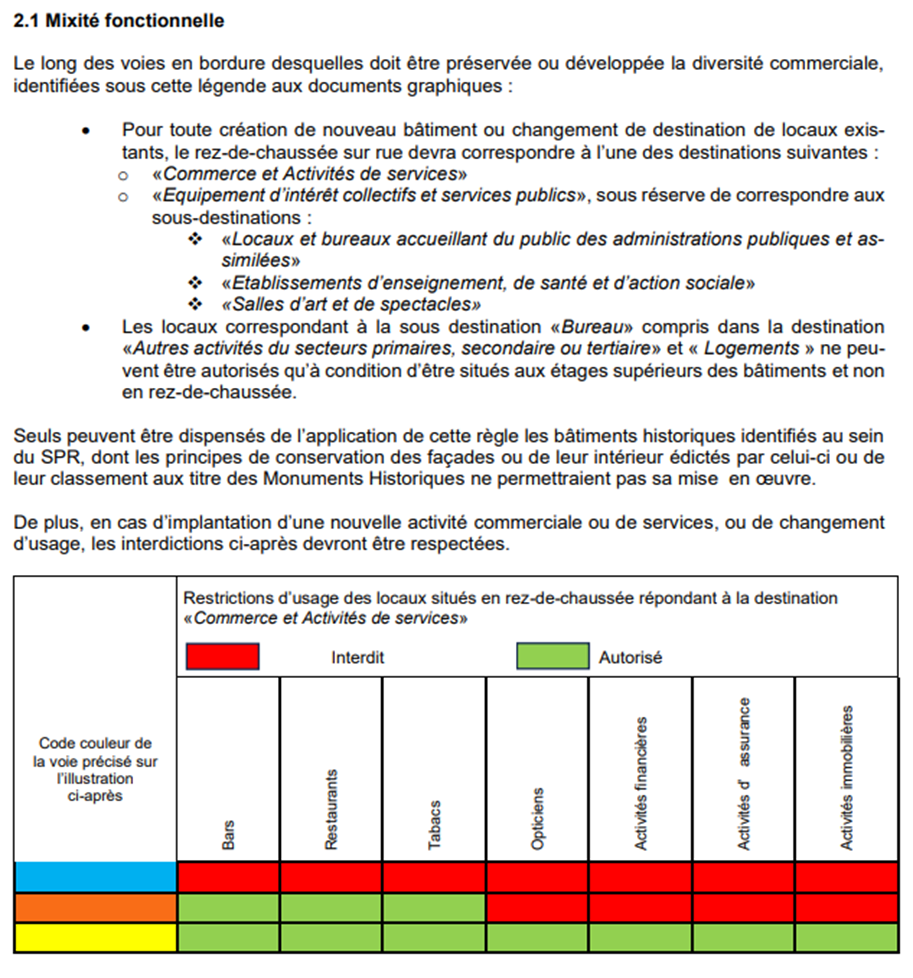 2.1 Mixité fonctionnelle
Le long des voies en bordure desquelles doit être préservée ou développée la diversité commerciale,
identifiées sous cette légende aux documents graphiques :
• Pour toute création de nouveau bâtiment ou changement de destination de locaux exis-
tants, le rez-de-chaussée sur rue devra correspondre à l’une des destinations suivantes :
o «Commerce et Activités de services»
o «Equipement d’intérêt collectifs et services publics», sous réserve de correspondre aux
sous-destinations :
❖ «Locaux et bureaux accueillant du public des administrations publiques et as-
similées»
❖ «Etablissements d’enseignement, de santé et d’action sociale»
❖ «Salles d’art et de spectacles»
• Les locaux correspondant à la sous destination «Bureau» compris dans la destination
«Autres activités du secteurs primaires, secondaire ou tertiaire» et « Logements » ne peu-
vent être autorisés qu’à condition d’être situés aux étages supérieurs des bâtiments et non
en rez-de-chaussée.
Seuls peuvent être dispensés de l’application de cette règle les bâtiments historiques identifiés au sein
du SPR, dont les principes de conservation des façades ou de leur intérieur édictés par celui-ci ou de
leur classement aux titre des Monuments Historiques ne permettraient pas sa mise en œuvre.
De plus, en cas d’implantation d’une nouvelle activité commerciale ou de services, ou de changement
d’usage, les interdictions ci-après devront être respectées.
Restrictions d’usage des locaux situés en rez-de-chaussée répondant à la destination
«Commerce et Activités de services»
Interdit
Autorisé
Code couleur de
la voie précisé sur
l’illustration
ci-après
Bars
Restaurants
Tabacs
Opticiens
Activités financières
Activités d’ assurance
Activités immobilières